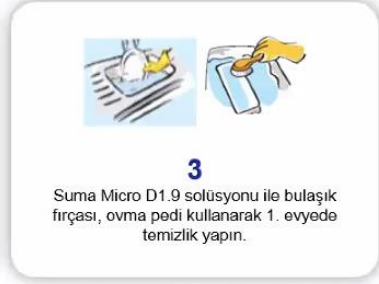 3
Suma Micro D1.9 solüsyonu ile bulaşık
fırçası, ovma pedi kullanarak 1. evyede
temizlik yapın.